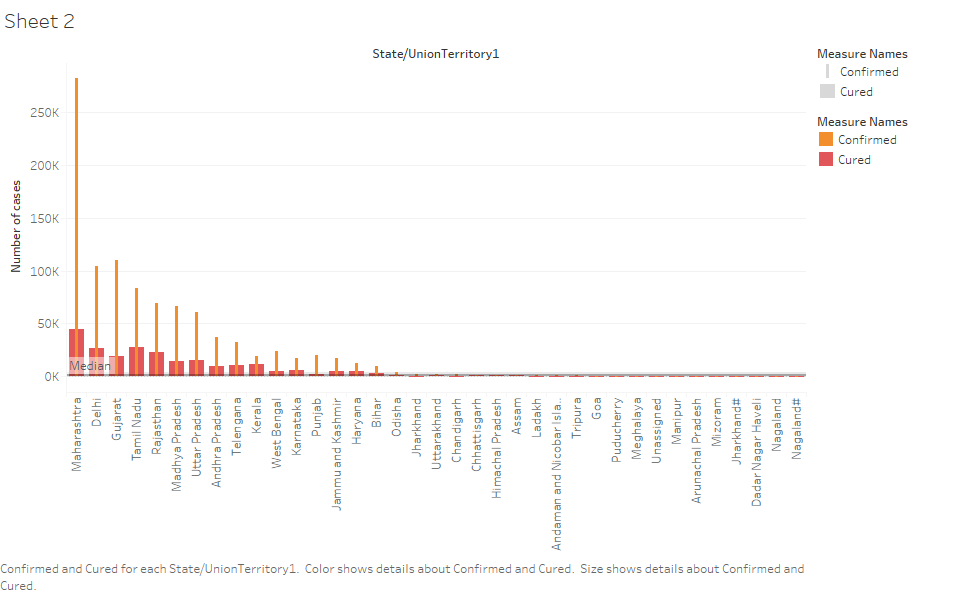 Sheet 2
State/UnionTerritory1
Measure Names
Confirmed
Cured
Measure Names
Confirmed
Cured
Number of cases
250K
200K
150K
100K
50K
0K
Median
Maharashtra
Delhi
Gujarat
Tamil Nadu
Rajasthan
Madhya Pradesh
Uttar Pradesh
Andhra Pradesh
Telengana
Kerala
West Bengal
Karnataka
Punjab
Jammu and Kashmir
Haryana
Bihar
Odisha
Jharkhand
Uttarakhand
Chandigarh
Chhattisgarh
Himachal Pradesh
Assam
Ladakh
Andaman and Nicobar Isla..
Tripura
Goa
Puducherry
Meghalaya
Unassigned
Manipur
Arunachal Pradesh
Mizoram
Jharkhand#
Dadar Nagar Haveli
Nagaland
Nagaland#
Confirmed and Cured for each State/UnionTerritory1. Color shows details about Confirmed and Cured. Size shows details about Confirmed and
Cured.